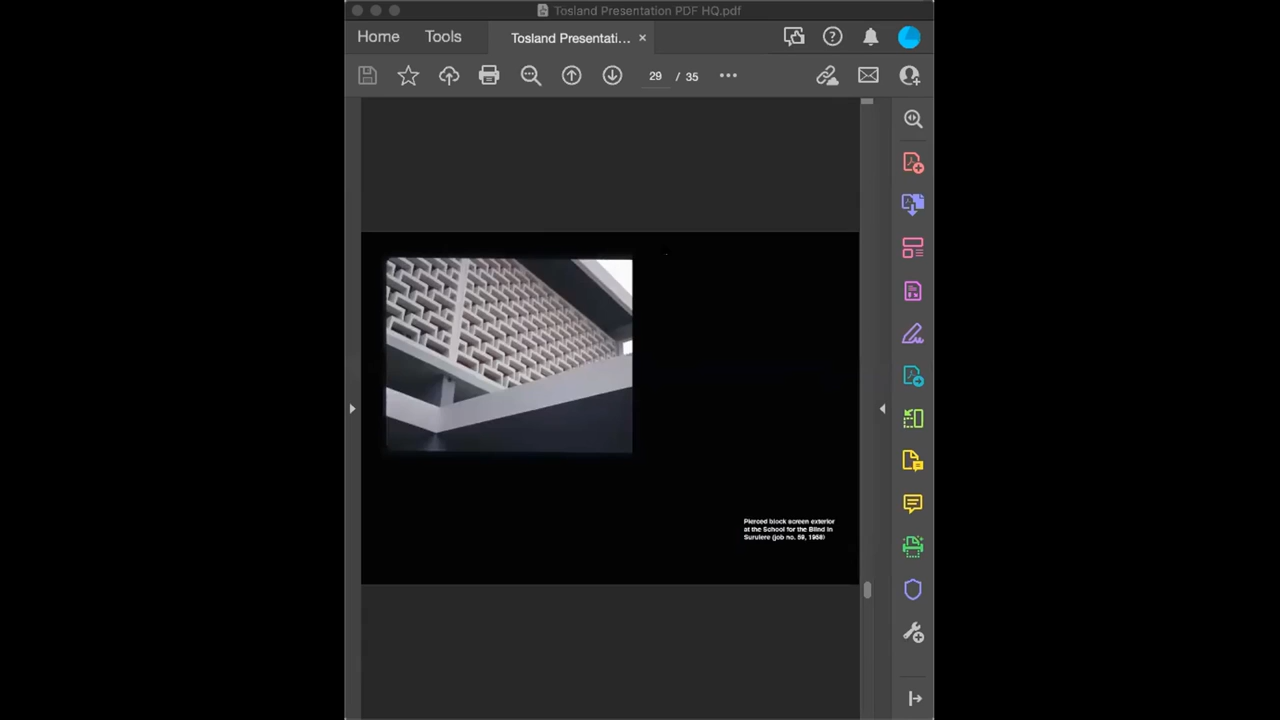 Tosland Presentation PDF HQ.pdf
Home
Tools
Tosland Presentati... ×
29 / 35
Pierced block screen exterior
at the School for the Blind in
Surulere (job no. 58, 1958)